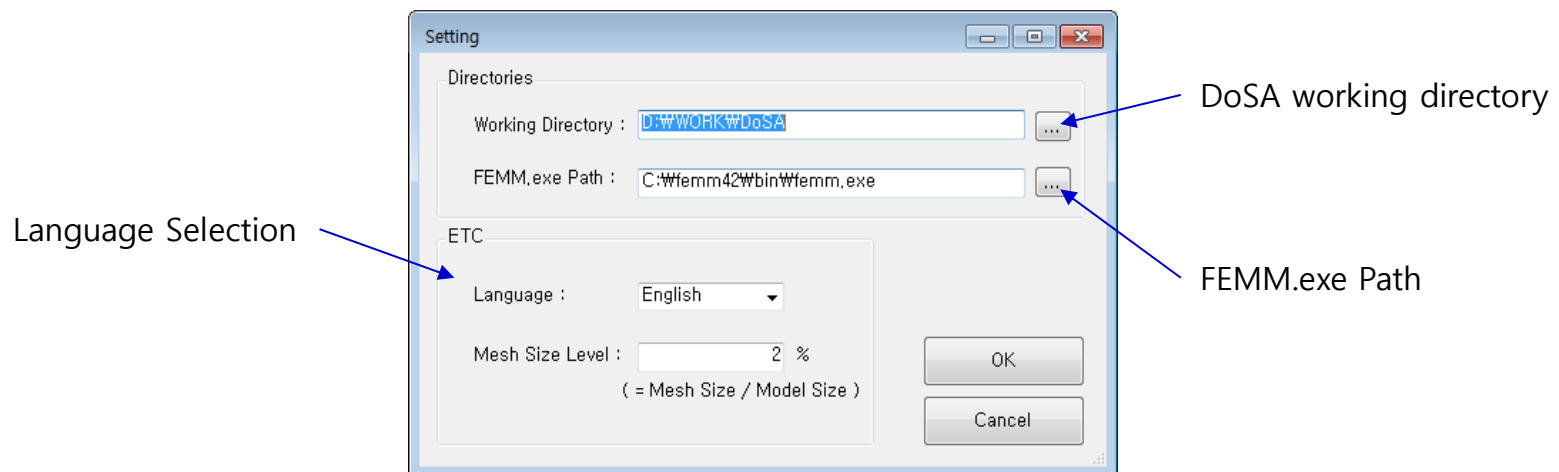 Setting
Directories
DoSA working directory
Working Directory :
D:₩WORK₩DoSA
...
FEMM.exe Path :
C:₩femm42₩bin₩femm.exe
...
Language Selection
ETC
FEMM.exe Path
Language :
English
Mesh Size Level :
2 %
( = Mesh Size / Model Size )
OK
Cancel